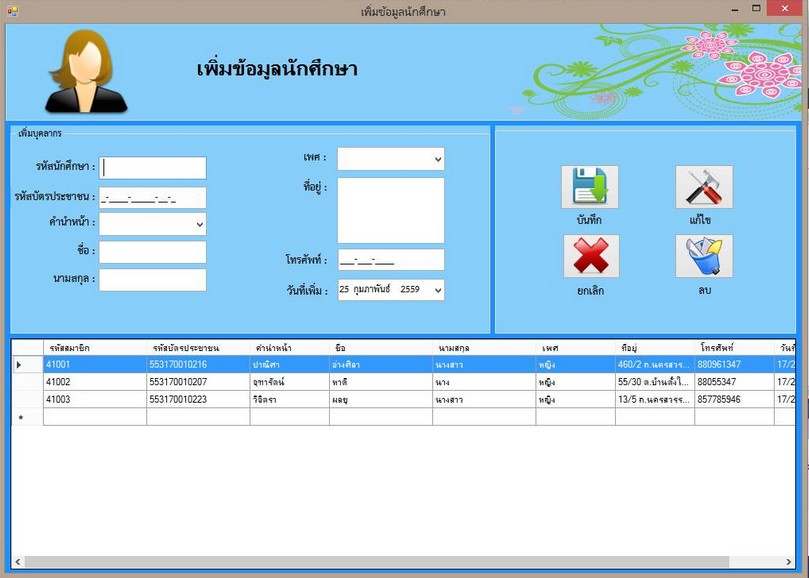 เพิ่มข้อมูลนักศึกษา
เพิ่มข้อมูลนักศึกษา
เพิ่มบุคลากร
รหัสนักศึกษา :
รหัสบัตรประชาชน : _-____-_____-__-_
คำนำหน้า :
ชื่อ :
นามสกุล :
เพศ :
ที่อยู่ :
โทรศัพท์ : ___-___-____
วันที่เพิ่ม : 25 กุมภาพันธ์ 2559
บันทึก
แก้ไข
ยกเลิก
ลบ
รหัสสมาชิก รหัสบัตรประชาชน คำนำหน้า ชื่อ นามสกุล เพศ ที่อยู่ โทรศัพท์ วันที่
41001 553170010216 ปาณิศา อ่างศิลา นางสาว หญิง 460/2 ถ.นครสวร... 880961347 17/2
41002 553170010207 จุฑารัตน์ หาดี นาง หญิง 55/30 ต.บ้านตั้งใ... 88055347 17/2
41003 553170010223 วิจิตรา นางสาว หญิง 13/5 ถ.นครสวรร... 857785946 17/2